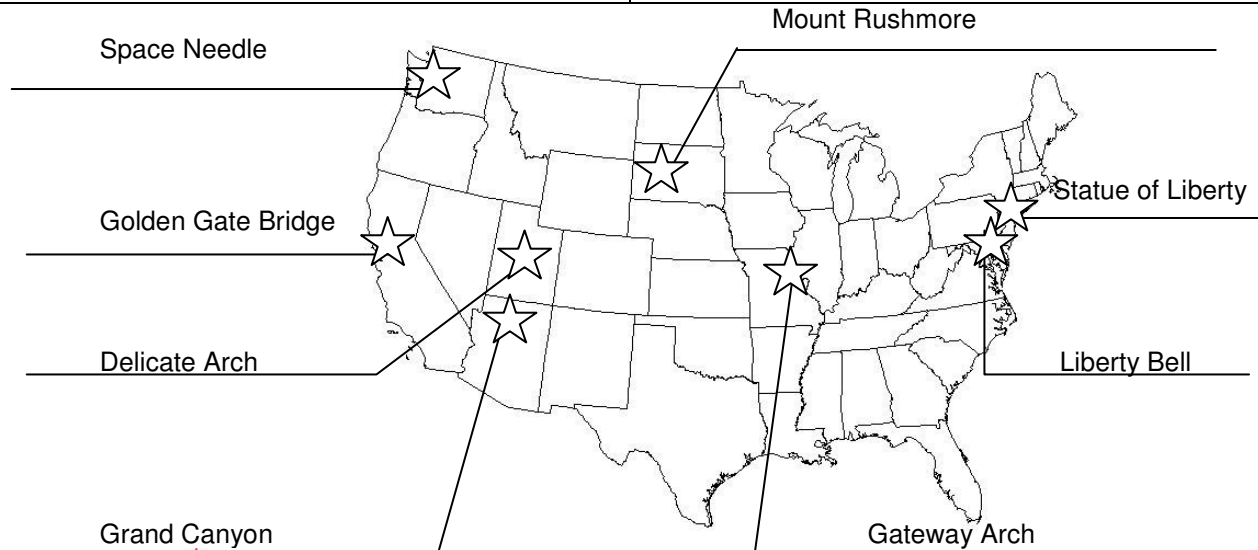 Mount Rushmore
Space Needle
Statue of Liberty
Golden Gate Bridge
Delicate Arch
Liberty Bell
Grand Canyon
Gateway Arch